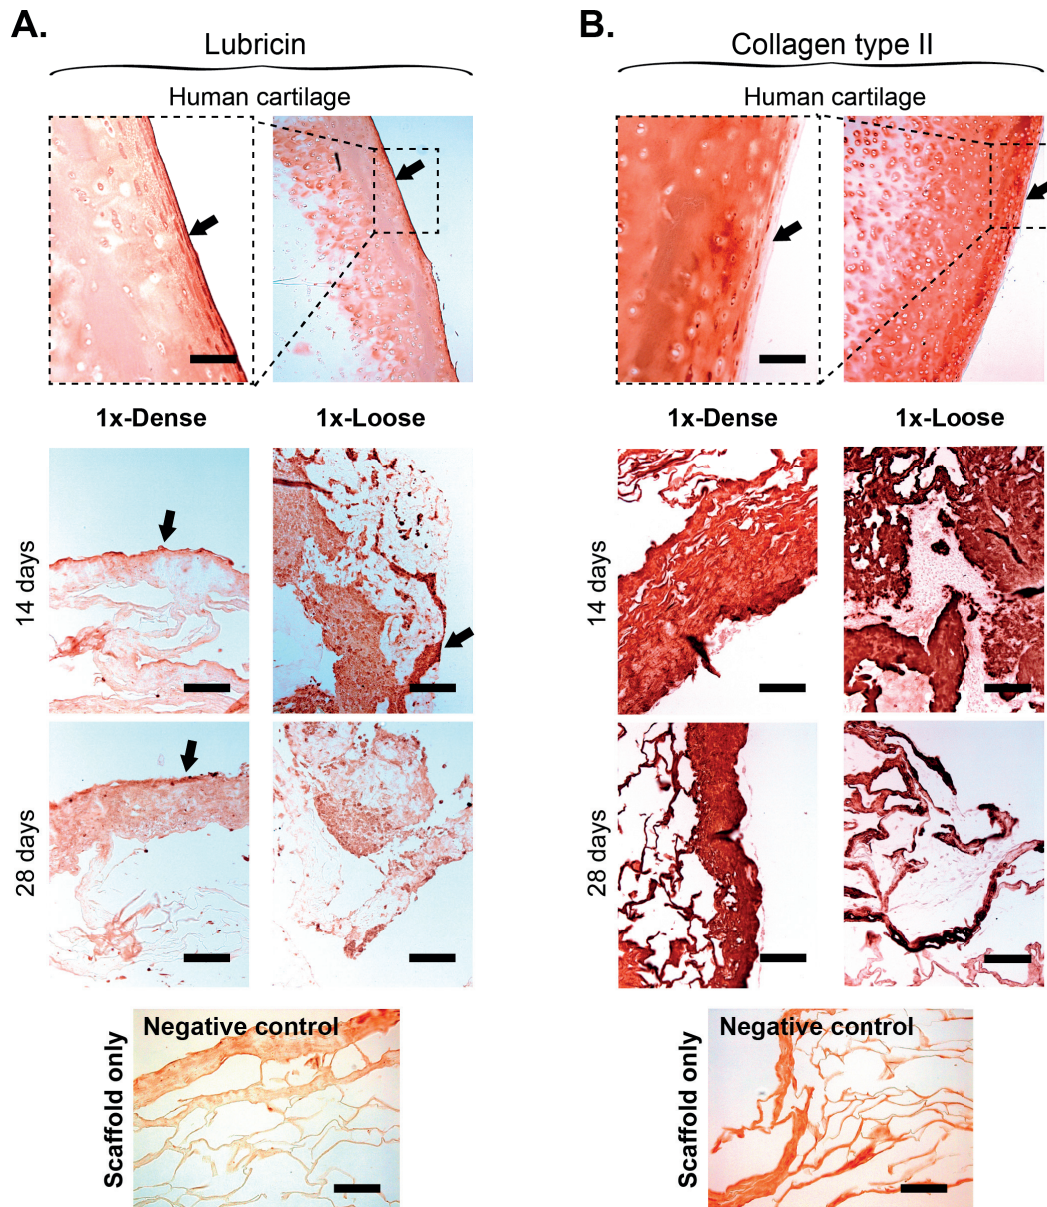 A.
Lubricin
Human cartilage
1x-Dense
1x-Loose
14 days
28 days
Negative control
Scaffold only
B.
Collagen type II
Human cartilage
1x-Dense
1x-Loose
14 days
28 days
Negative control
Scaffold only